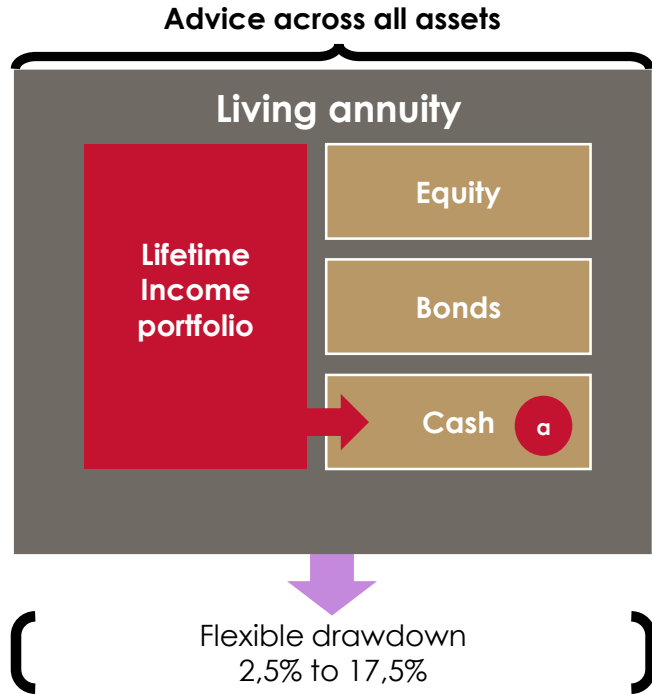 Advice across all assets
Living annuity
Lifetime
Income
portfolio
Equity
Bonds
Cash
a
Flexible drawdown
2,5% to 17,5%